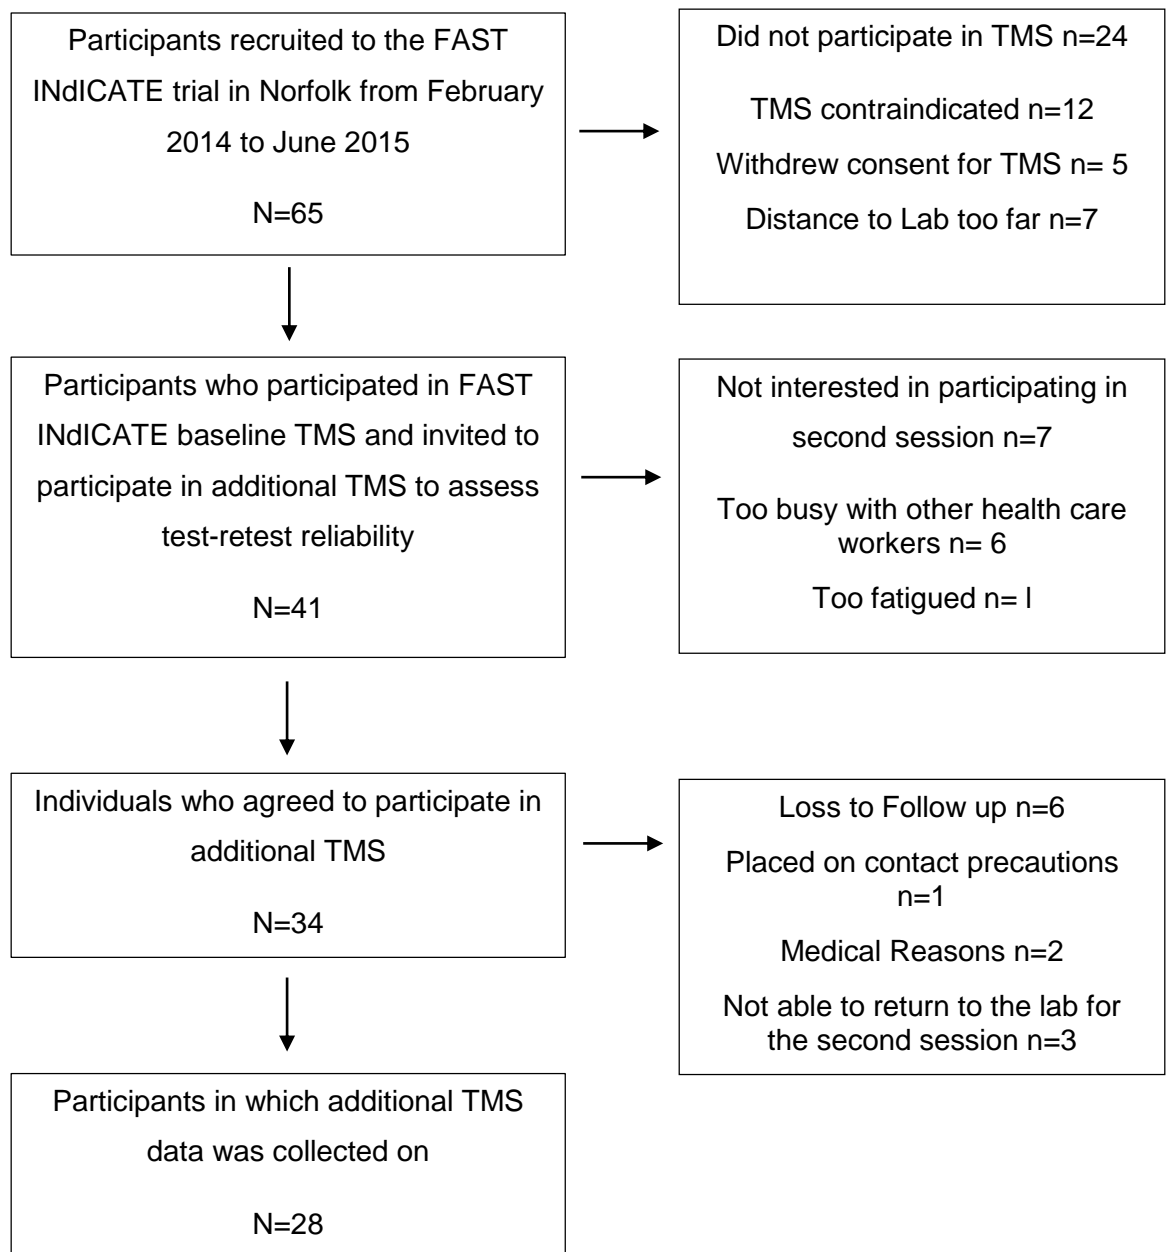 Participants recruited to the FAST
INdICATE trial in Norfolk from February
2014 to June 2015
N=65
Did not participate in TMS n=24
TMS contraindicated n=12
Withdrew consent for TMS n= 5
Distance to Lab too far n=7
Participants who participated in FAST
INdICATE baseline TMS and invited to
participate in additional TMS to assess
test-retest reliability
N=41
Not interested in participating in
second session n=7
Too busy with other health care
workers n= 6
Too fatigued n= l
Individuals who agreed to participate in
additional TMS
N=34
Loss to Follow up n=6
Placed on contact precautions
n=1
Medical Reasons n=2
Not able to return to the lab for
the second session n=3
Participants in which additional TMS
data was collected on
N=28